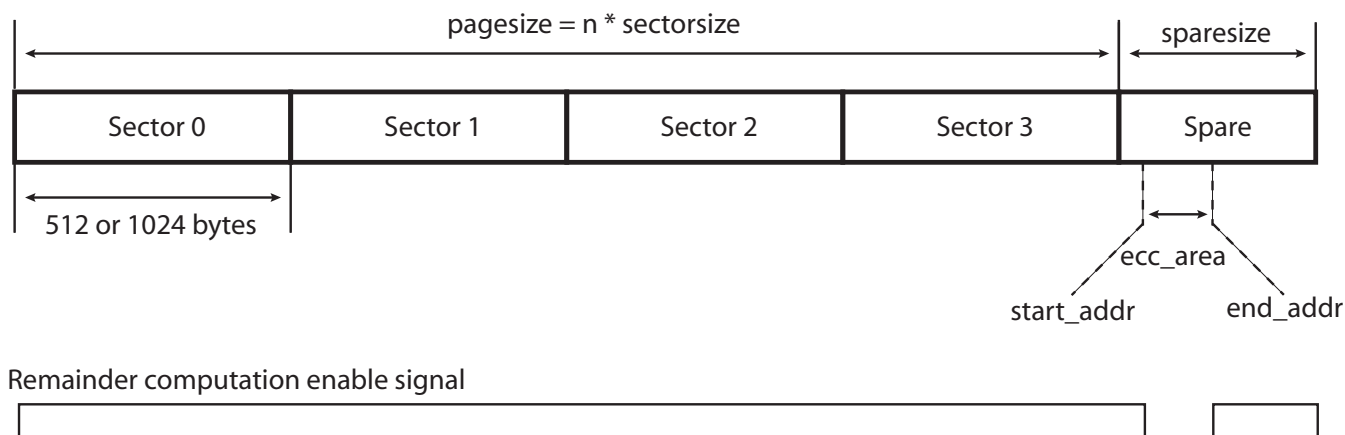 pagesize = n * sectorsize
sparesize
Sector 0
Sector 1
Sector 2
Sector 3
Spare
512 or 1024 bytes
ecc_area
start_addr
end_addr
Remainder computation enable signal